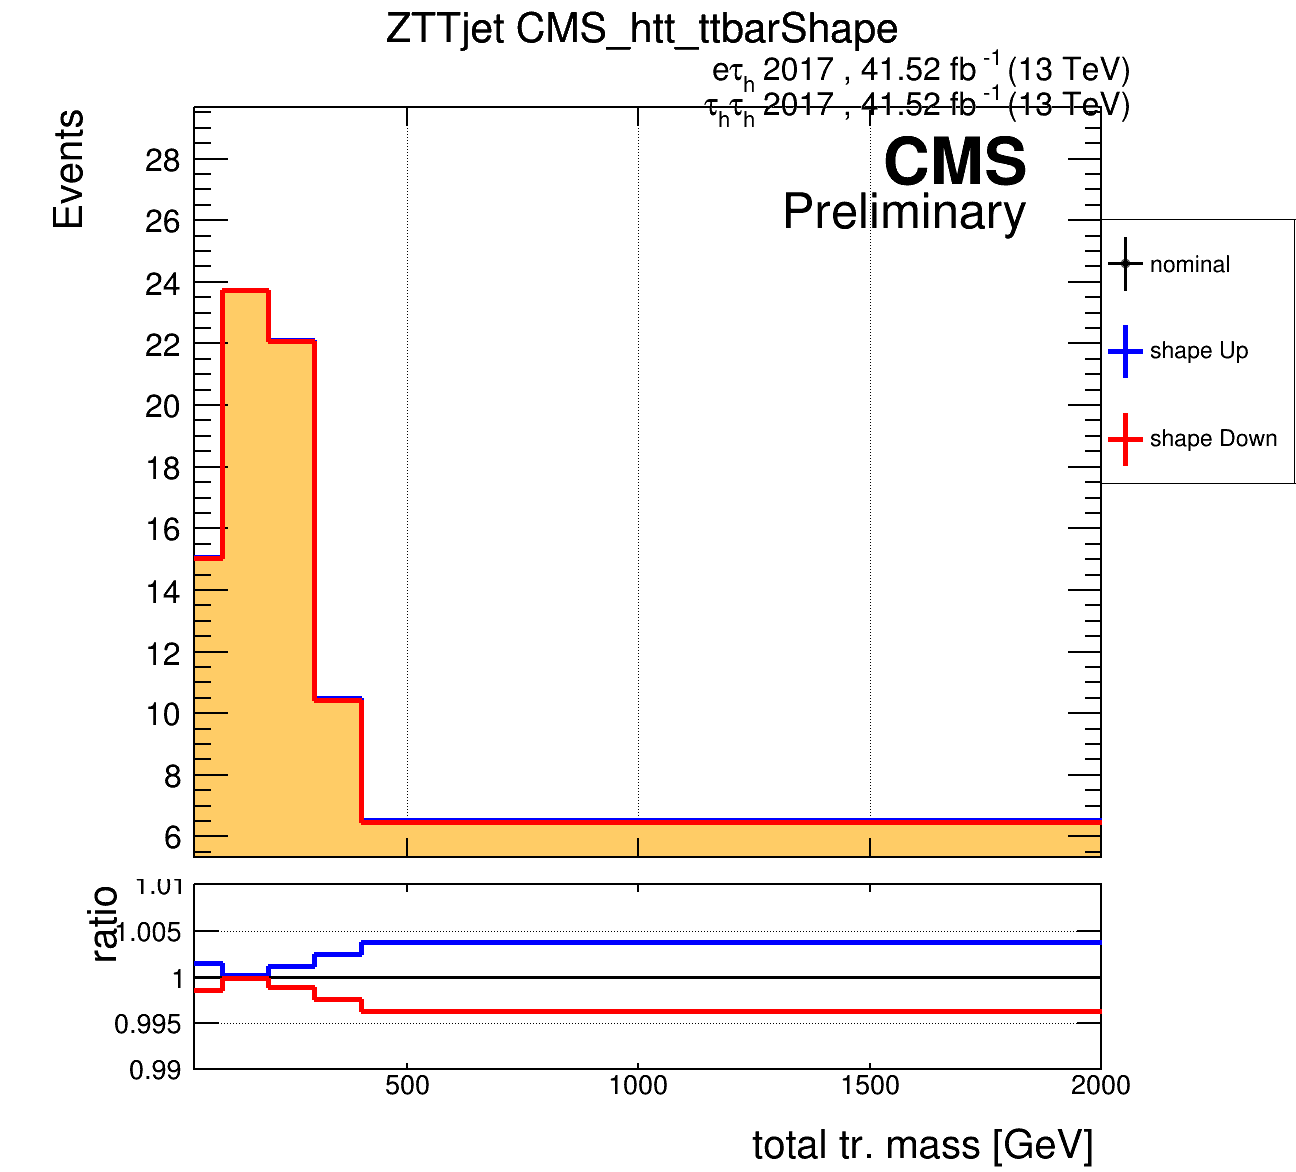 ZTTjet CMS_htt_ttbarShape
eτh 2017 , 41.52 fb-1 (13 TeV)
τhτh 2017 , 41.52 fb-1 (13 TeV)
CMS
Preliminary
Events
28
26
24
22
20
18
16
14
12
10
8
6
nominal
shape Up
shape Down
ratio
1.01
1.005
1
0.995
0.99
500
1000
1500
2000
total tr. mass [GeV]